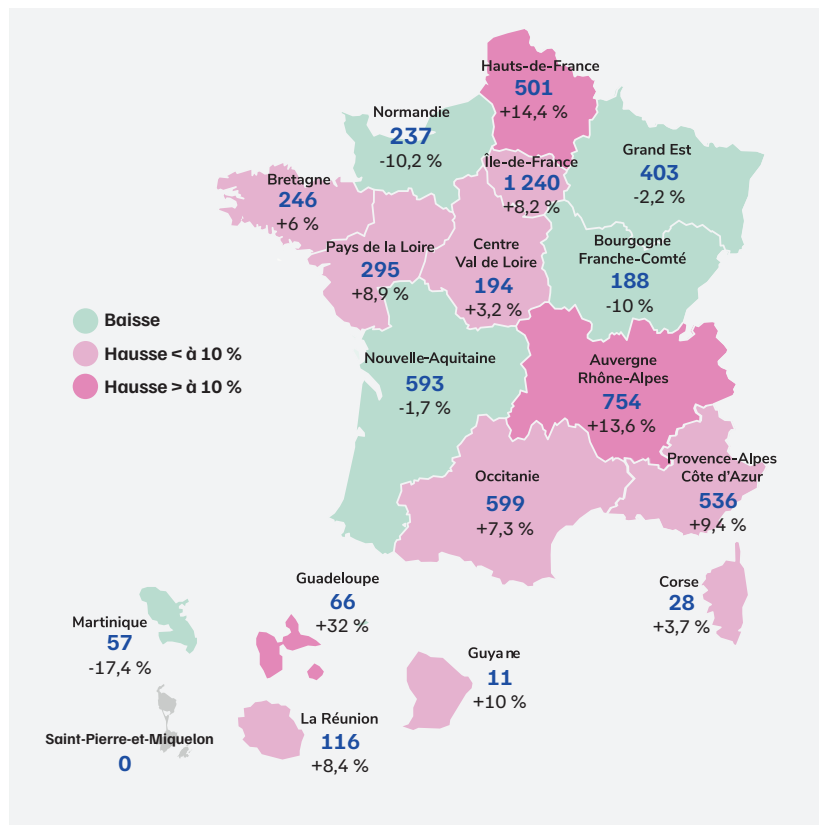 Hauts-de-France
501
+14,4 %
Normandie
237
-10,2 %
Île-de-France
1 240
+8,2 %
Grand Est
403
-2,2 %
Bretagne
246
+6 %
Pays de la Loire
295
+8,9 %
Centre
Val de Loire
194
+3,2 %
Bourgogne
Franche-Comté
188
-10 %
Baisse
Hausse < à 10 %
Hausse > à 10 %
Nouvelle-Aquitaine
593
-1,7 %
Auvergne
Rhône-Alpes
754
+13,6 %
Occitanie
599
+7,3 %
Provence-Alpes
Côte d'Azur
536
+9,4 %
Corse
28
+3,7 %
Guadeloupe
66
+32 %
Martinique
57
-17,4 %
Guyane
11
+10 %
La Réunion
116
+8,4 %
Saint-Pierre-et-Miquelon
0